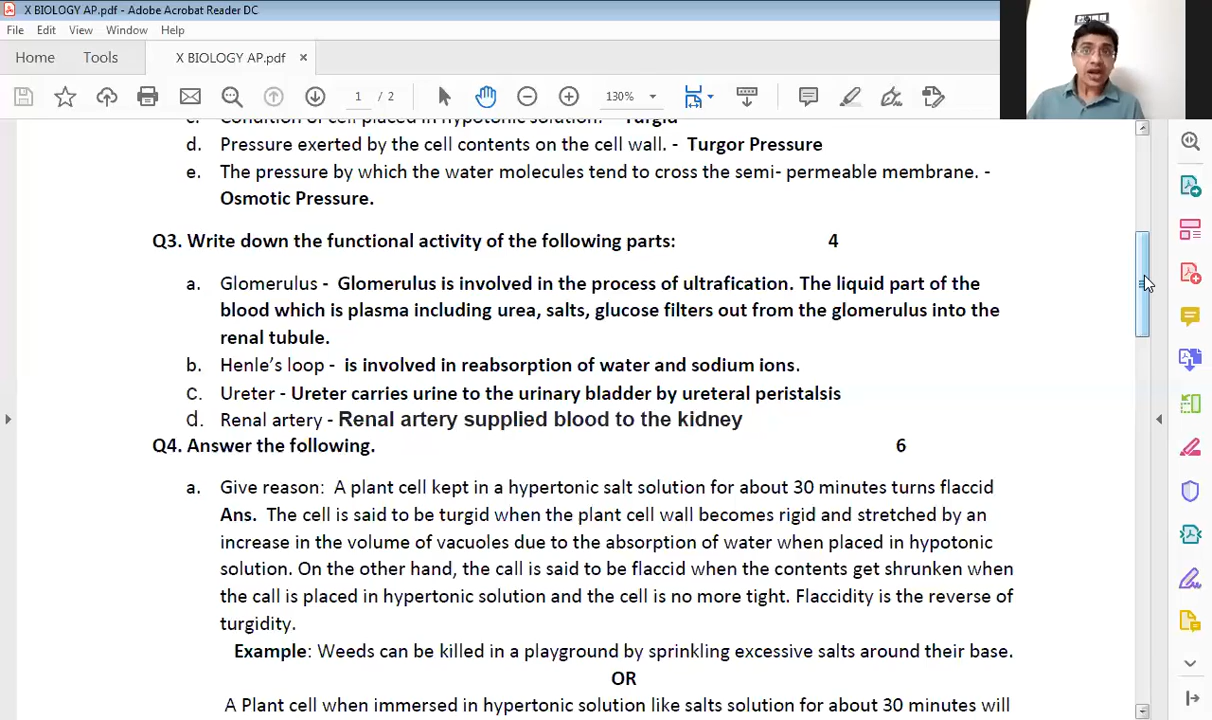 X BIOLOGY AP.pdf - Adobe Acrobat Reader DC
File Edit View Window Help
Home Tools X BIOLOGY AP.pdf ×
1 / 2 130%
c. Condition of cell placed in hypotonic solution. - Turgid
d. Pressure exerted by the cell contents on the cell wall. - Turgor Pressure
e. The pressure by which the water molecules tend to cross the semi- permeable membrane. -
Osmotic Pressure.
Q3. Write down the functional activity of the following parts: 4
a. Glomerulus - Glomerulus is involved in the process of ultrafication. The liquid part of the
blood which is plasma including urea, salts, glucose filters out from the glomerulus into the
renal tubule.
b. Henle’s loop - is involved in reabsorption of water and sodium ions.
c. Ureter - Ureter carries urine to the urinary bladder by ureteral peristalsis
d. Renal artery - Renal artery supplied blood to the kidney
Q4. Answer the following. 6
a. Give reason: A plant cell kept in a hypertonic salt solution for about 30 minutes turns flaccid
Ans. The cell is said to be turgid when the plant cell wall becomes rigid and stretched by an
increase in the volume of vacuoles due to the absorption of water when placed in hypotonic
solution. On the other hand, the call is said to be flaccid when the contents get shrunken when
the call is placed in hypertonic solution and the cell is no more tight. Flaccidity is the reverse of
turgidity.
Example: Weeds can be killed in a playground by sprinkling excessive salts around their base.
OR
A Plant cell when immersed in hypertonic solution like salts solution for about 30 minutes will